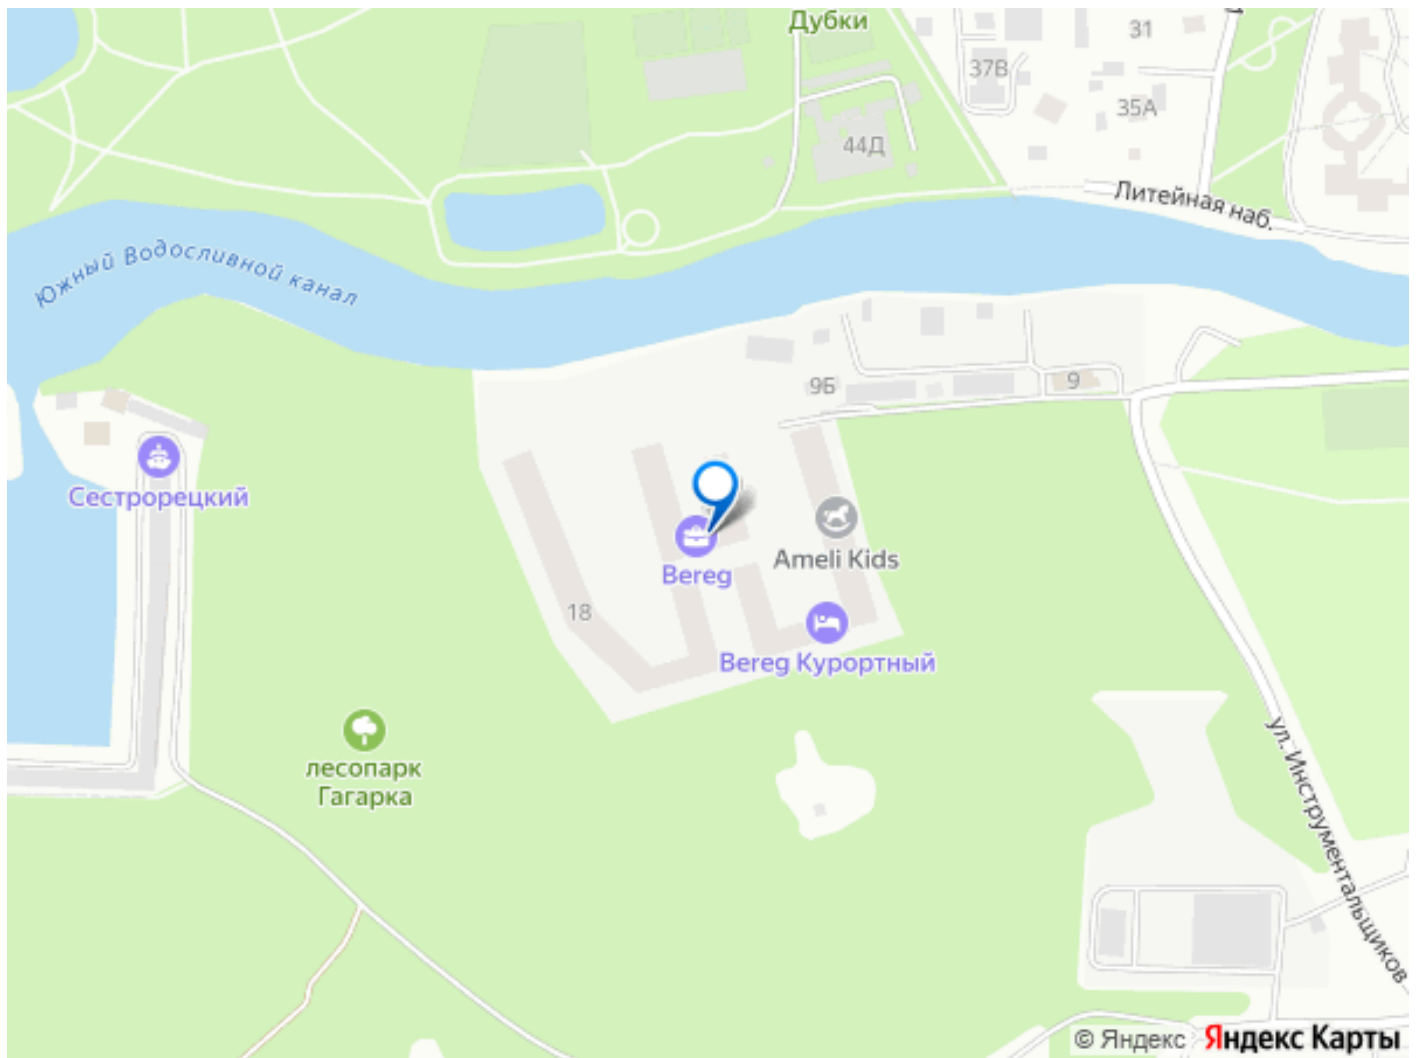 Дубки
31
37В
35А
44Д
Литейная наб.
Южный Водосливной канал
9Б
9
Сестрорецкий
Bereg
Ameli Kids
18
Bereg Курортный
лесопарк
Гагарка
ул. Инструментальщиков
© Яндекс Яндекс Карты